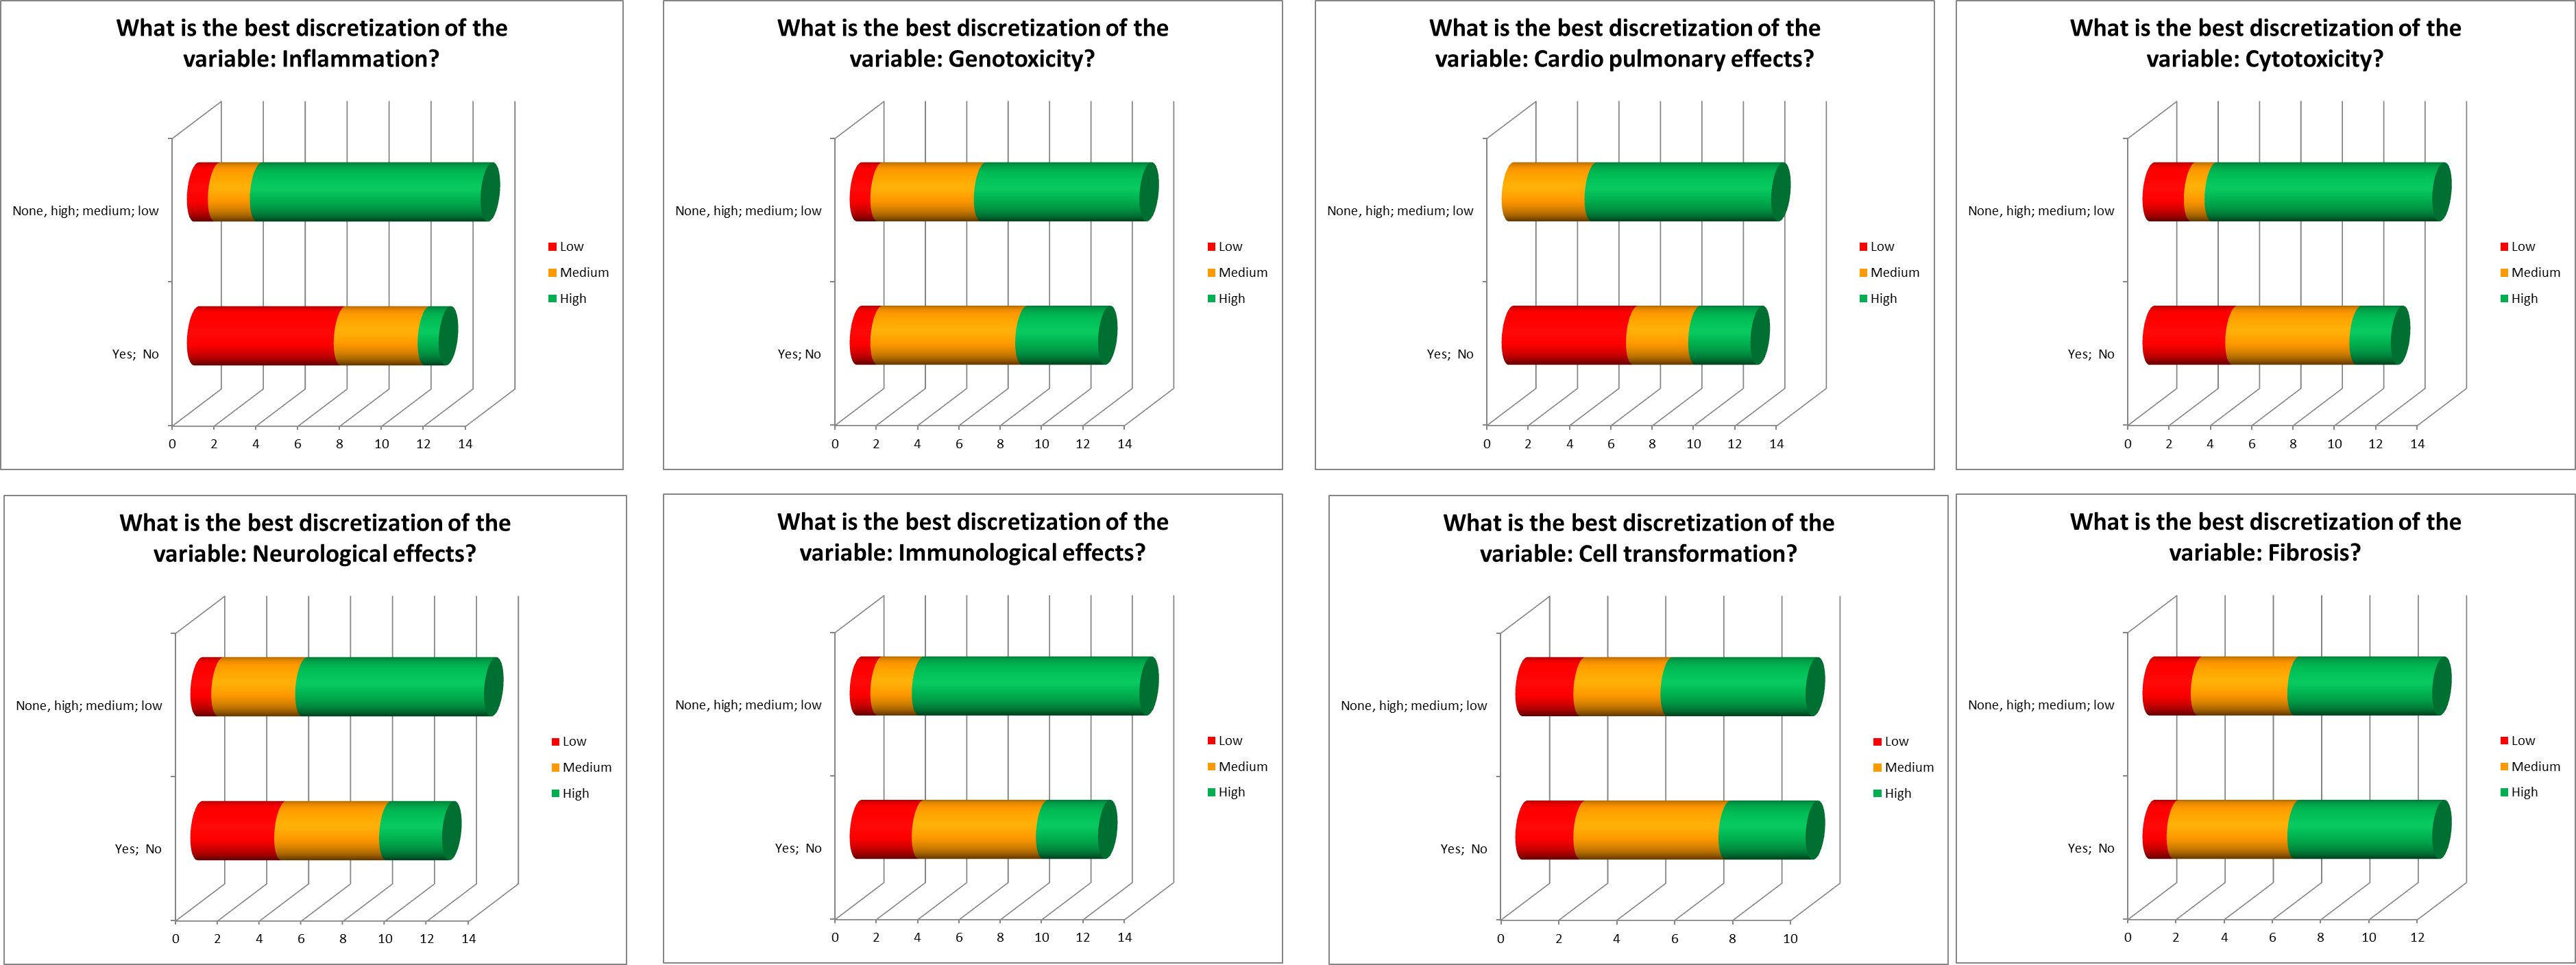 What is the best discretization of the
variable: Inflammation?
None, high; medium; low
Yes;  No
0 2 4 6 8 10 12 14
Low
Medium
High
What is the best discretization of the
variable: Genotoxicity?
None, high; medium; low
Yes; No
0 2 4 6 8 10 12 14
Low
Medium
High
What is the best discretization of the
variable: Cardio pulmonary effects?
None, high; medium; low
Yes;  No
0 2 4 6 8 10 12 14
Low
Medium
High
What is the best discretization of the
variable: Cytotoxicity?
None, high; medium; low
Yes;  No
0 2 4 6 8 10 12 14
Low
Medium
High
What is the best discretization of the
variable: Neurological effects?
None, high; medium; low
Yes;  No
0 2 4 6 8 10 12 14
Low
Medium
High
What is the best discretization of the
variable: Immunological effects?
None, high; medium; low
Yes;  No
0 2 4 6 8 10 12 14
Low
Medium
High
What is the best discretization of the
variable: Cell transformation?
None, high; medium; low
Yes;  No
0 2 4 6 8 10
Low
Medium
High
What is the best discretization of the
variable: Fibrosis?
None, high; medium; low
Yes;  No
0 2 4 6 8 10 12
Low
Medium
High